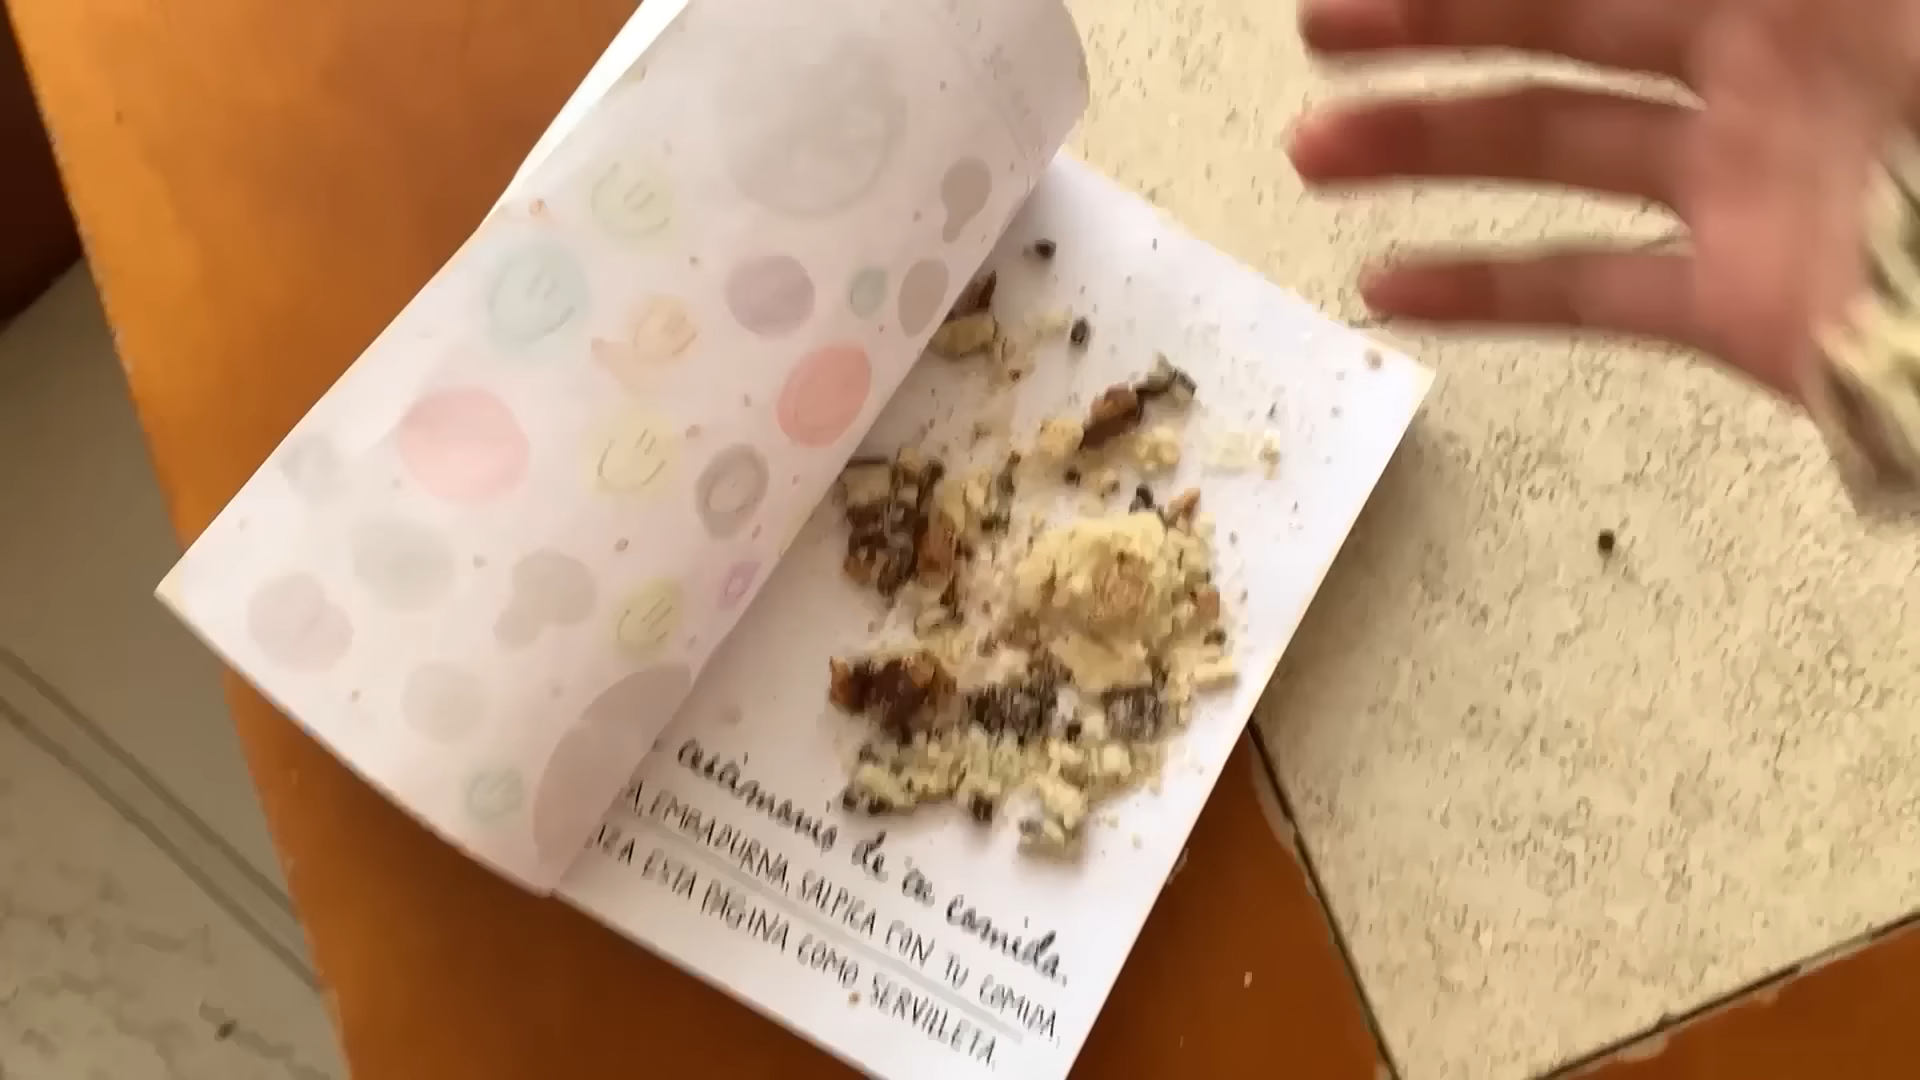 de tu comida.
EMBADURNA, SALPICA CON TU COMIDA.
A ESTA PÁGINA COMO SERVILLETA.